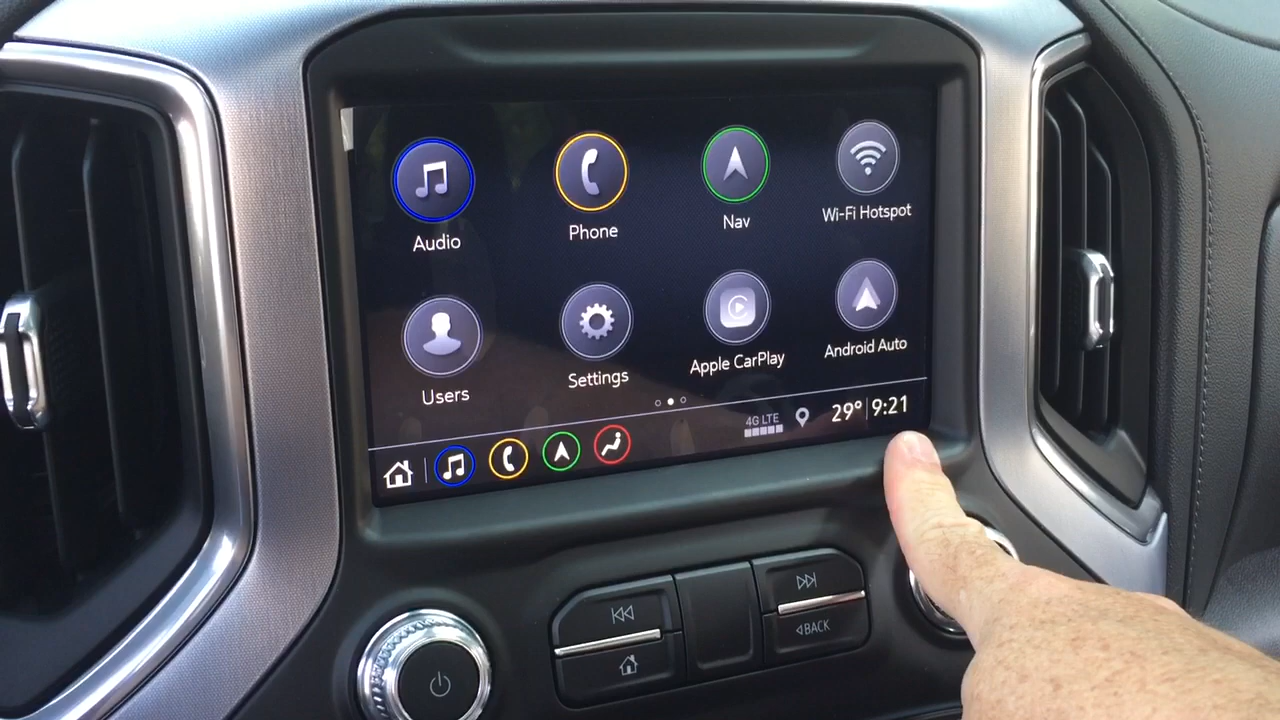 Audio
Phone
Nav
Wi-Fi Hotspot
Users
Settings
Apple CarPlay
Android Auto
4G LTE
29° 9:21
BACK